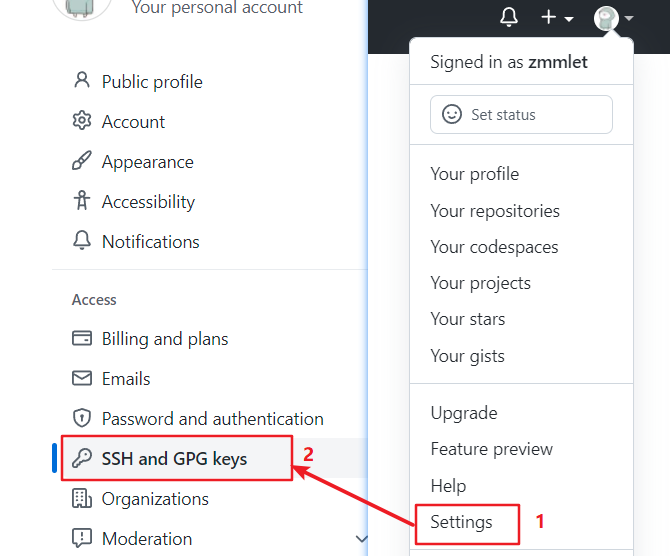 Your personal account
Public profile
Account
Appearance
Accessibility
Notifications
Access
Billing and plans
Emails
Password and authentication
SSH and GPG keys
2
Organizations
Moderation
Signed in as zmmlet
Set status
Your profile
Your repositories
Your codespaces
Your projects
Your stars
Your gists
Upgrade
Feature preview
Help
Settings
1